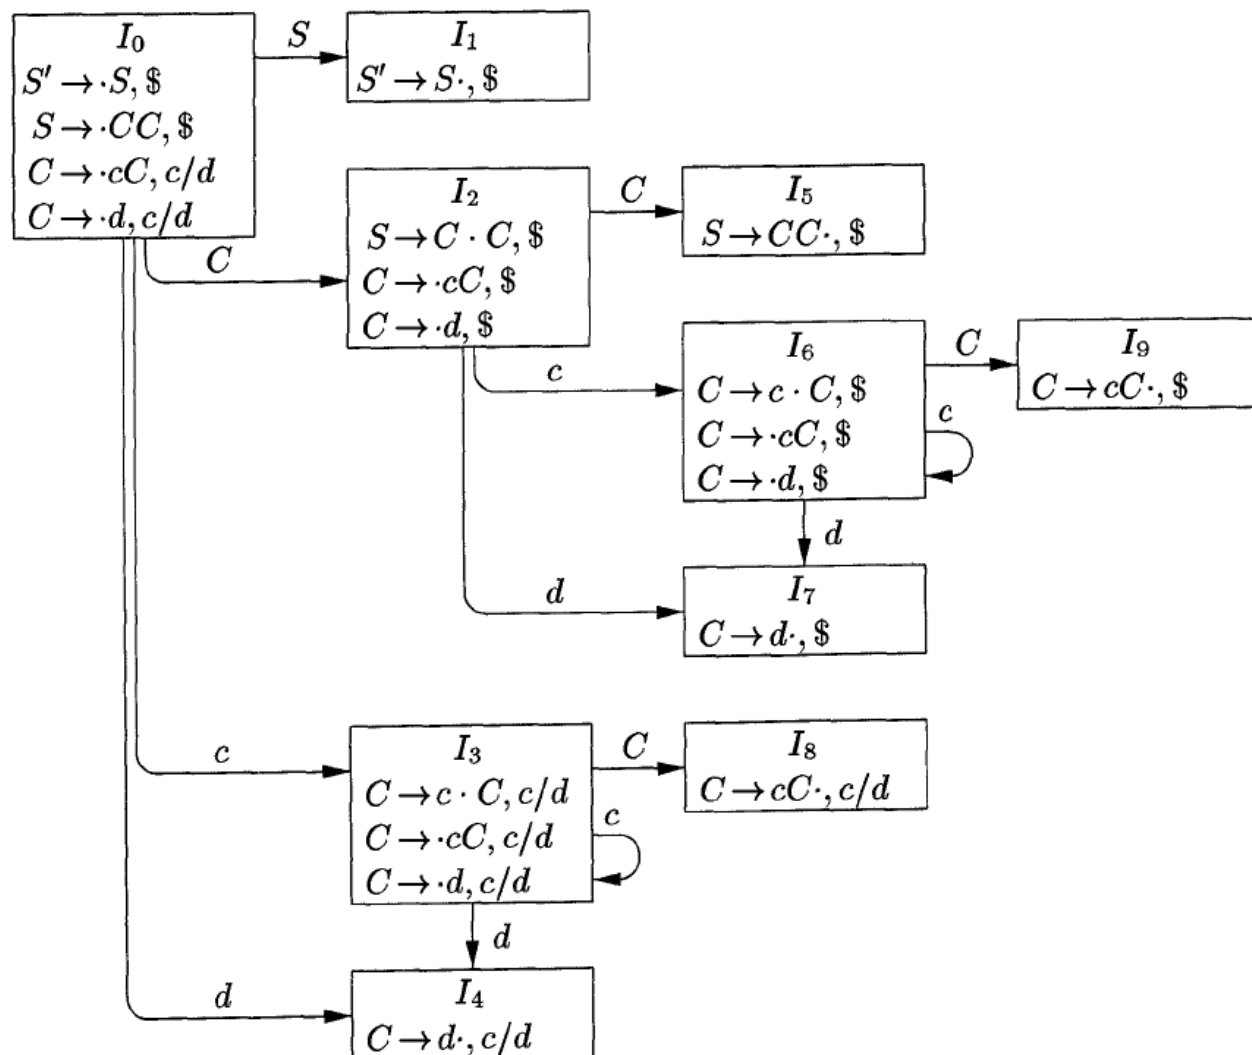 I₀
S′ → ·S, $
S → ·CC, $
C → ·cC, c/d
C → ·d, c/d
S
I₁
S′ → S·, $
C
I₂
S → C · C, $
C → ·cC, $
C → ·d, $
C
I₅
S → CC·, $
c
I₆
C → c · C, $
C → ·cC, $
C → ·d, $
C
I₉
C → cC·, $
c
d
d
I₇
C → d·, $
c
I₃
C → c · C, c/d
C → ·cC, c/d
C → ·d, c/d
C
I₈
C → cC·, c/d
c
d
d
I₄
C → d·, c/d